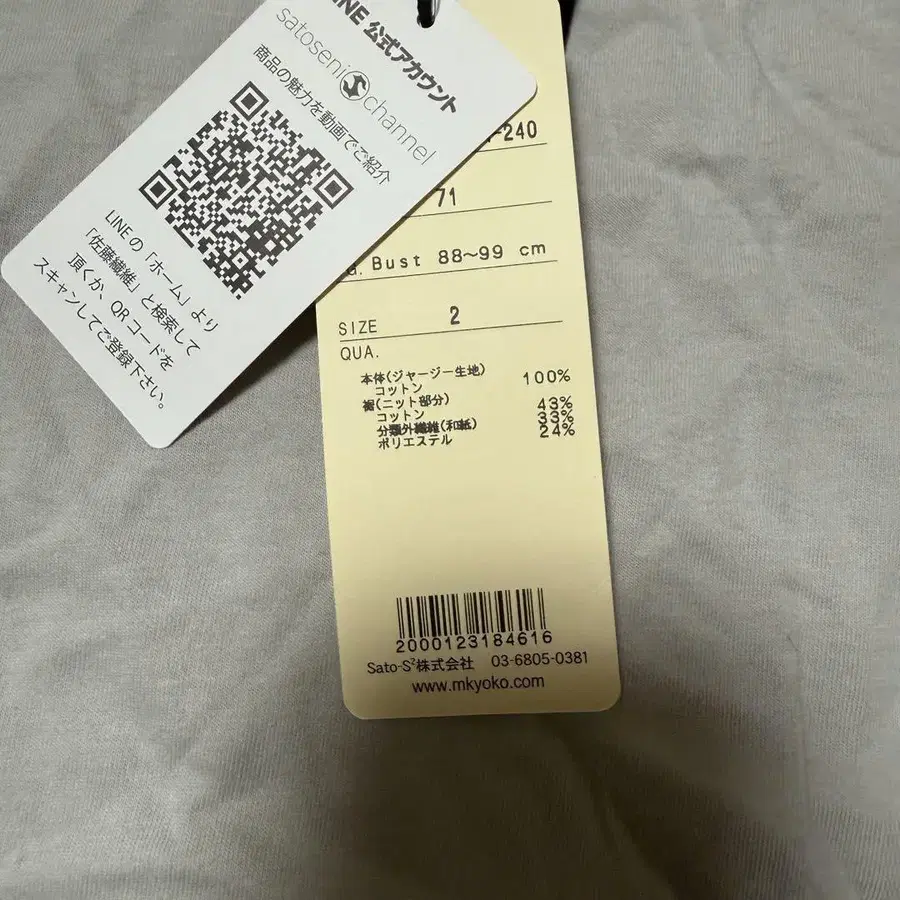 LINE 公式アカウント
satoseni channel
商品の魅力を動画でご紹介
LINEの「ホーム」より
「佐藤繊維」と検索して
頂くか、QRコードを
スキャンしてご登録下さい。
-240
71
Bust 88~99 cm
SIZE 2
QUA.
本体(ジャージー生地)
コットン 100%
裾(ニット部分)
コットン 43%
分類外繊維(和紙) 33%
ポリエステル 24%
2000123184616
Sato-S²株式会社 03-6805-0381
www.mkyoko.com